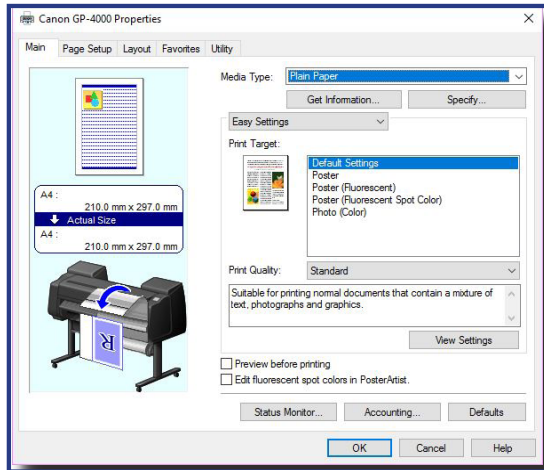 Canon GP-4000 Properties
Main Page Setup Layout Favorites Utility
Media Type: Plain Paper
Get Information... Specify...
Easy Settings
Print Target:
Default Settings
Poster
Poster (Fluorescent)
Poster (Fluorescent Spot Color)
Photo (Color)
A4 :
210.0 mm x 297.0 mm
Actual Size
A4 :
210.0 mm x 297.0 mm
R
Print Quality: Standard
Suitable for printing normal documents that contain a mixture of
text, photographs and graphics.
View Settings
Preview before printing
Edit fluorescent spot colors in PosterArtist.
Status Monitor... Accounting... Defaults
OK Cancel Help